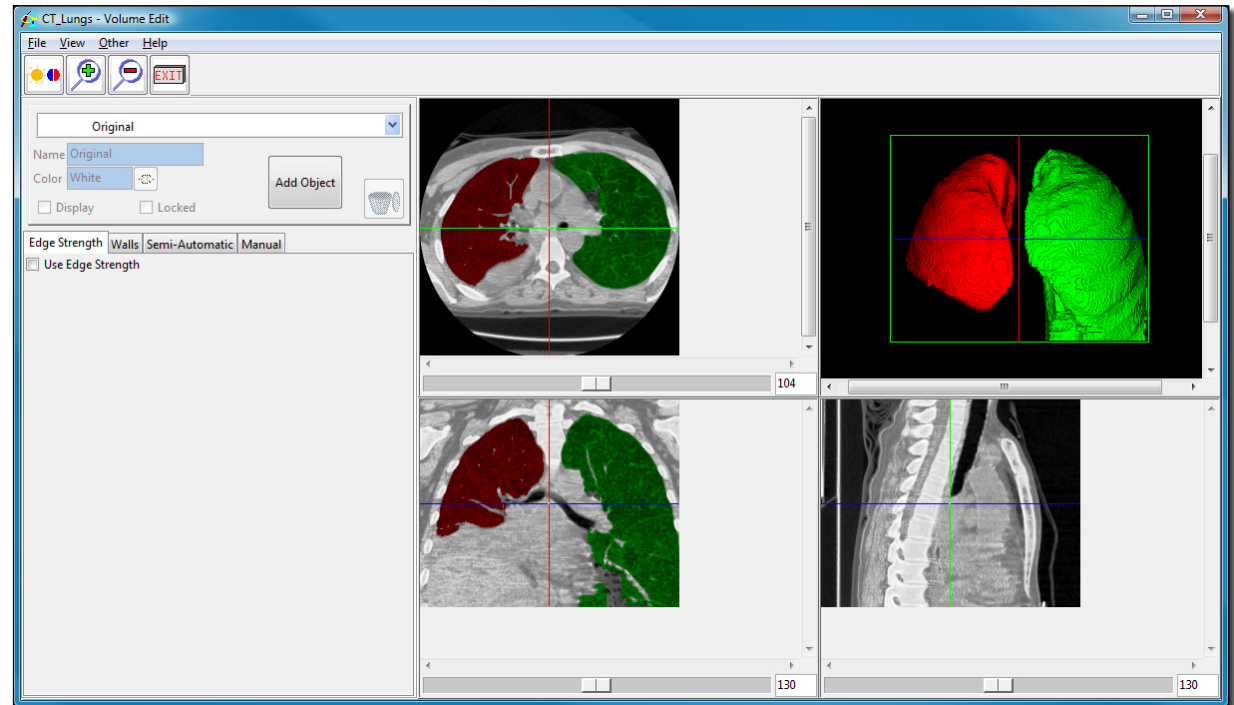 CT_Lungs - Volume Edit
File View Other Help
EXIT
Original
Name Original
Color White
Add Object
Display Locked
Edge Strength Walls Semi-Automatic Manual
Use Edge Strength
104
130
130